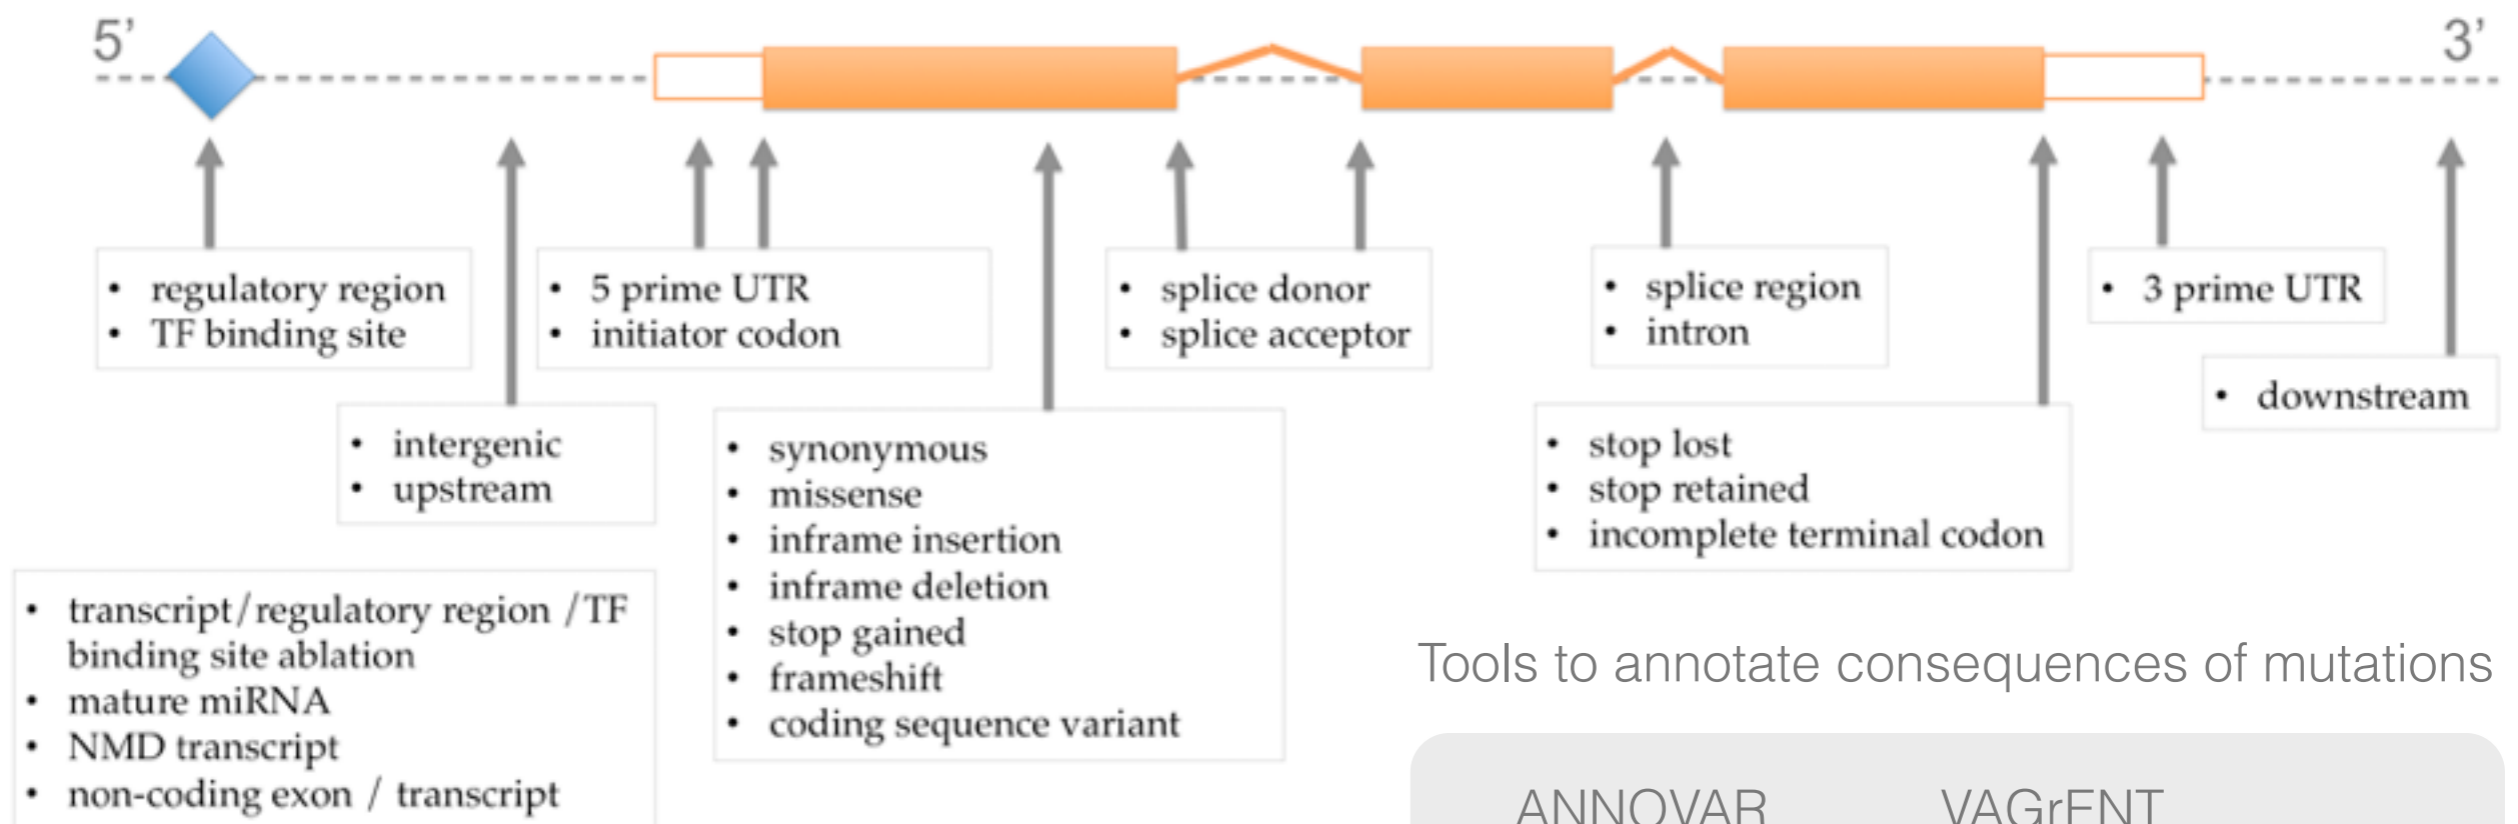 5’
3’
• regulatory region
• TF binding site
• 5 prime UTR
• initiator codon
• splice donor
• splice acceptor
• splice region
• intron
• 3 prime UTR
• downstream
• intergenic
• upstream
• synonymous
• missense
• inframe insertion
• inframe deletion
• stop gained
• frameshift
• coding sequence variant
• stop lost
• stop retained
• incomplete terminal codon
• transcript/regulatory region /TF
binding site ablation
• mature miRNA
• NMD transcript
• non-coding exon / transcript
Tools to annotate consequences of mutations
ANNOVAR
VAGrENT